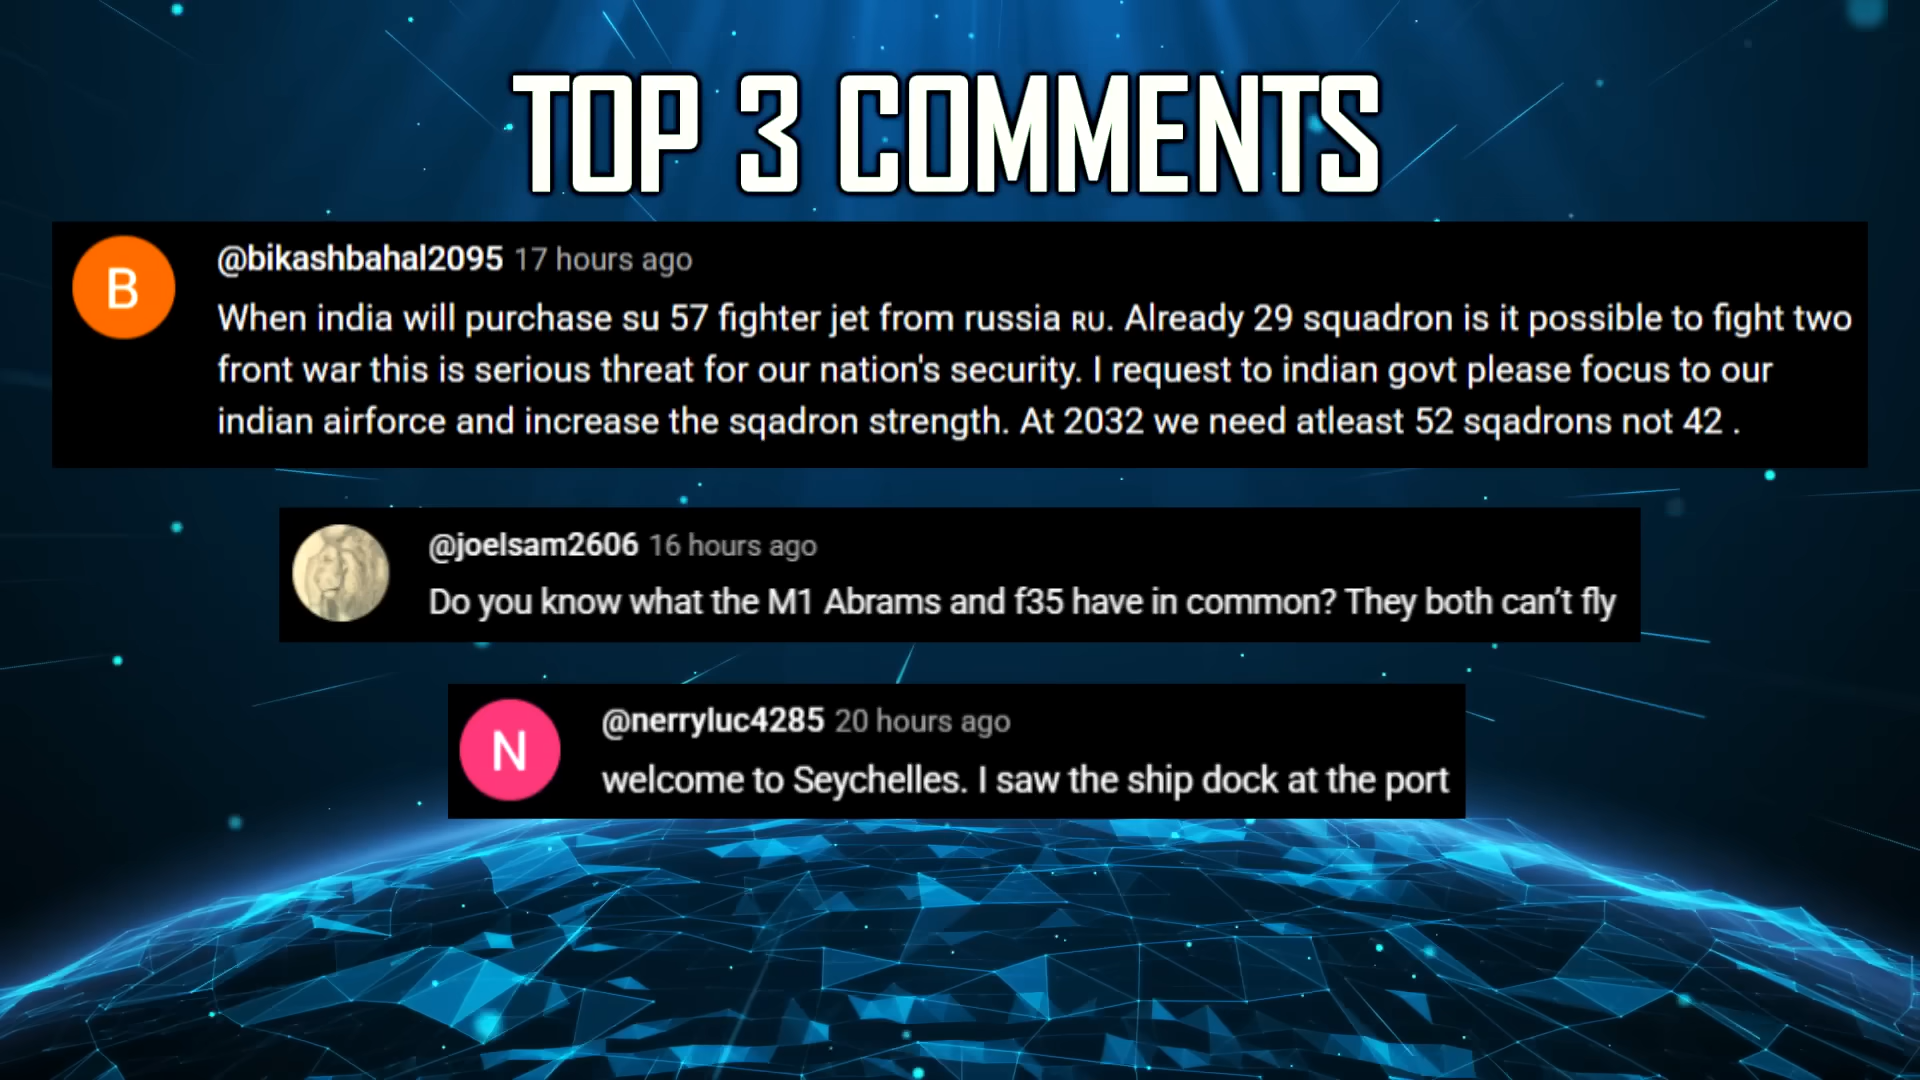 TOP 3 COMMENTS
B
@bikashbahal2095 17 hours ago
When india will purchase su 57 fighter jet from russia RU. Already 29 squadron is it possible to fight two
front war this is serious threat for our nation's security. I request to indian govt please focus to our
indian airforce and increase the sqadron strength. At 2032 we need atleast 52 sqadrons not 42 .
@joelsam2606 16 hours ago
Do you know what the M1 Abrams and f35 have in common? They both can’t fly
N
@nerryluc4285 20 hours ago
welcome to Seychelles. I saw the ship dock at the port